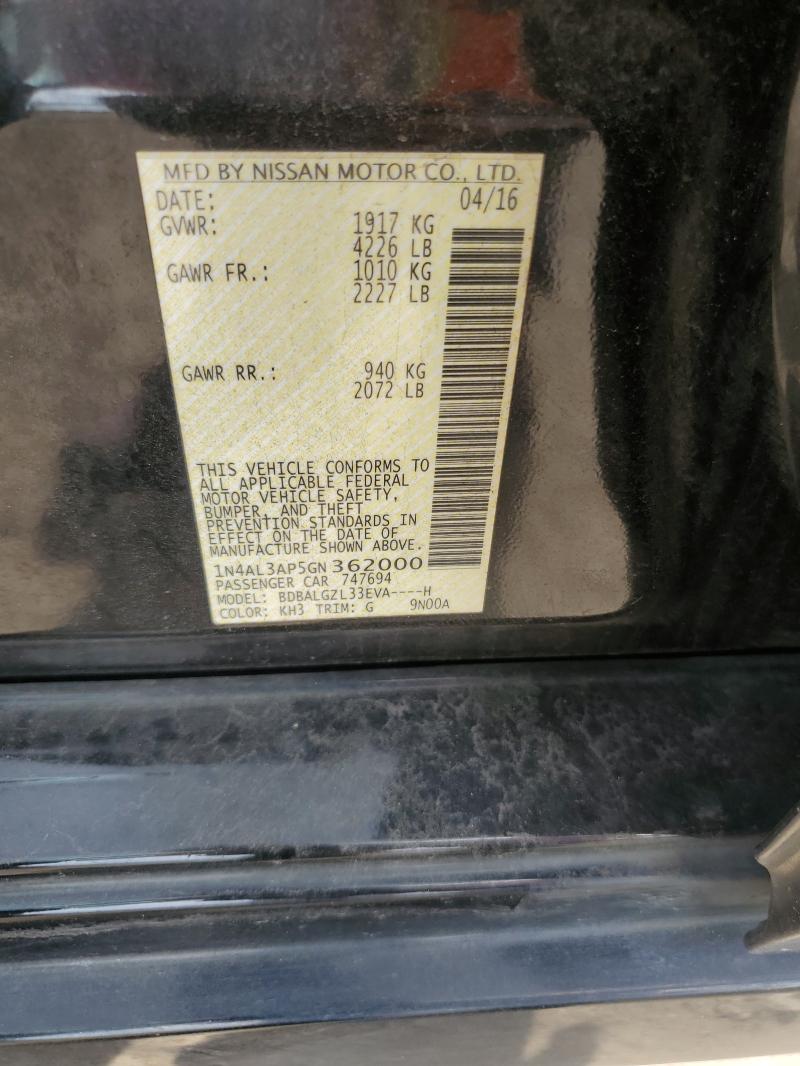 MFD BY NISSAN MOTOR CO., LTD.
DATE: 04/16
GVWR: 1917 KG
4226 LB
GAWR FR.: 1010 KG
2227 LB
GAWR RR.: 940 KG
2072 LB
THIS VEHICLE CONFORMS TO
ALL APPLICABLE FEDERAL
MOTOR VEHICLE SAFETY,
BUMPER, AND THEFT
PREVENTION STANDARDS IN
EFFECT ON THE DATE OF
MANUFACTURE SHOWN ABOVE.
1N4AL3AP5GN362000
PASSENGER CAR 747694
MODEL: BDBALGZL33EVA----H
COLOR: KH3 TRIM: G 9N00A